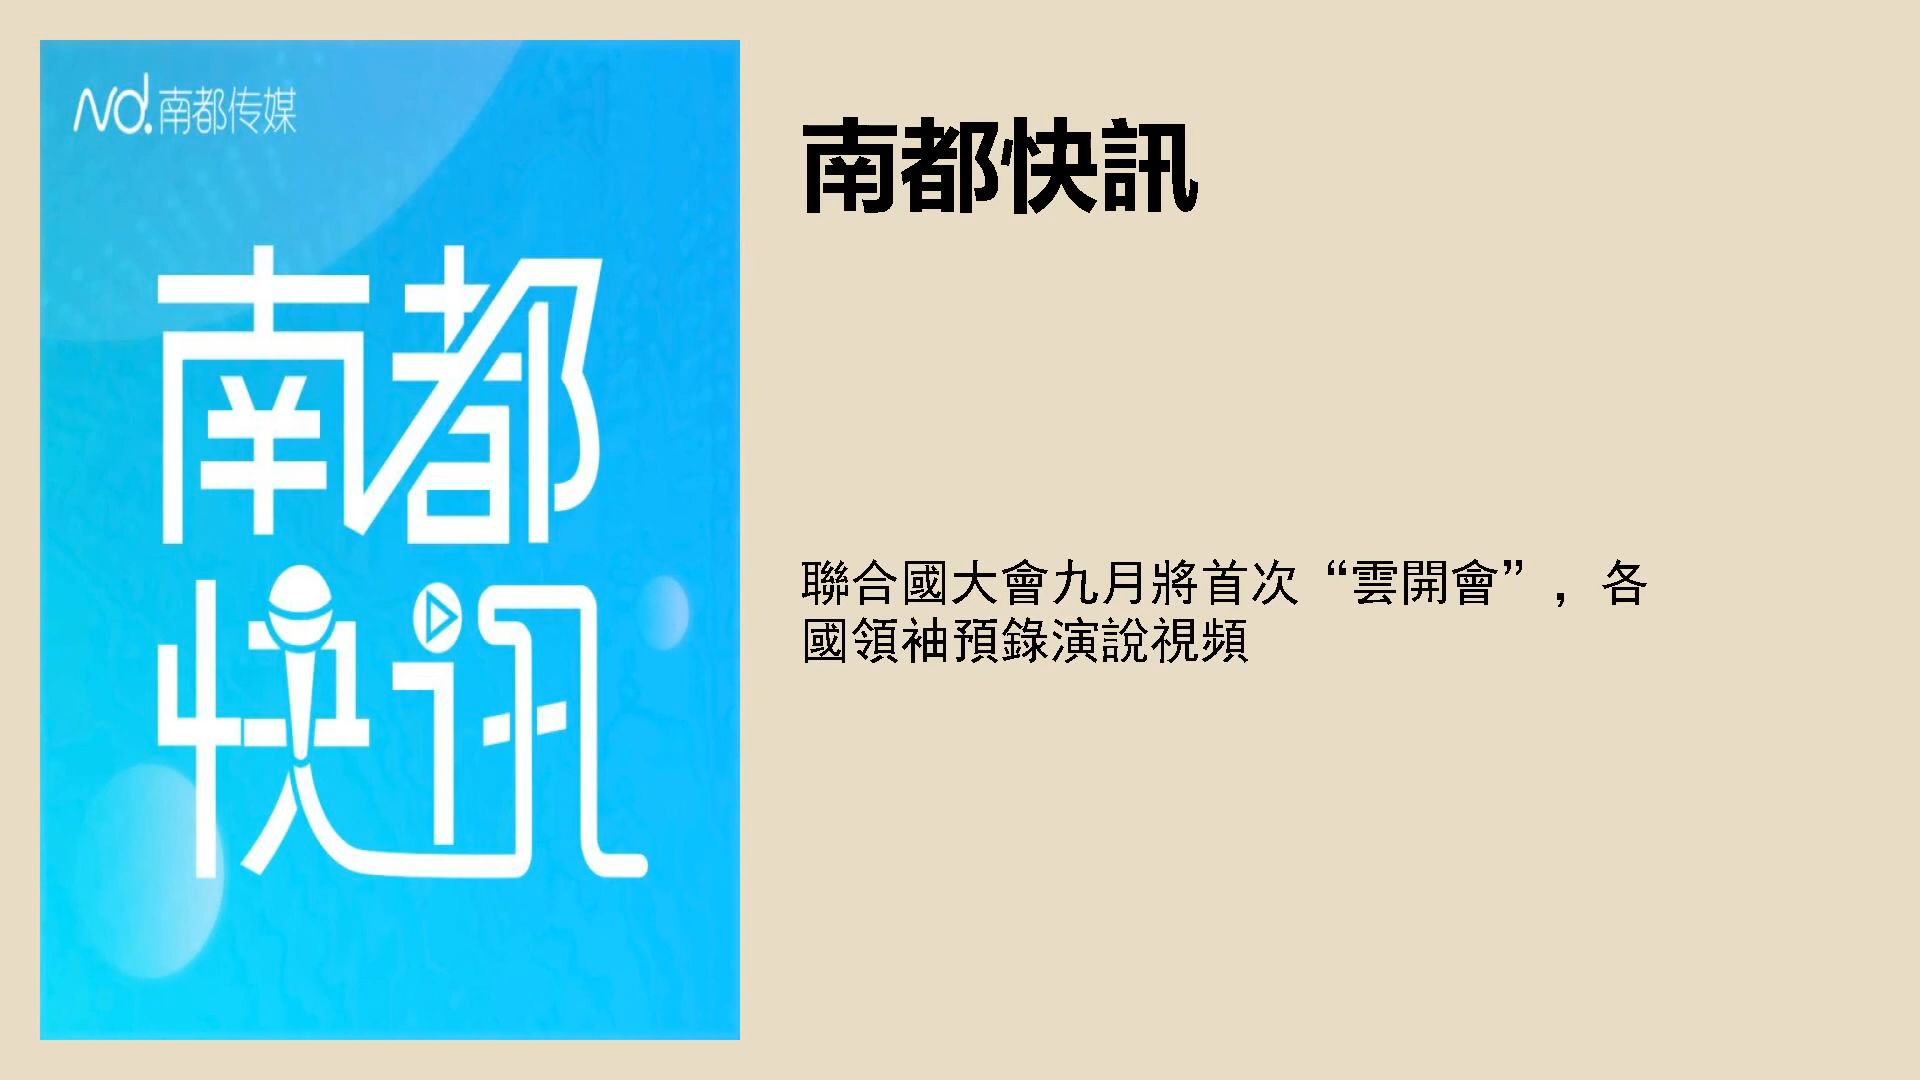 Nd.南都传媒
南都
快讯
南都快訊
聯合國大會九月將首次“雲開會”，各
國領袖預錄演說視頻